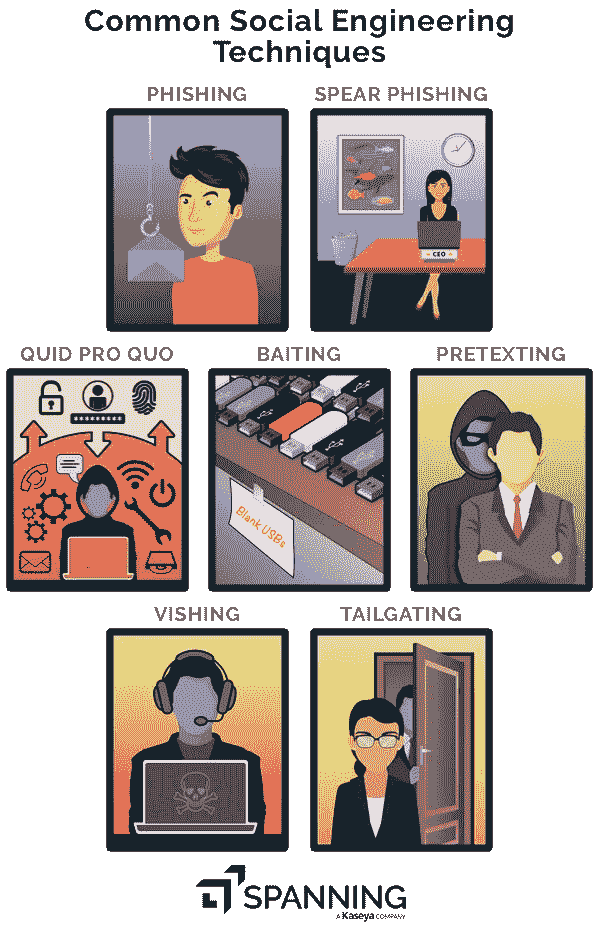 Common Social Engineering
Techniques
PHISHING
SPEAR PHISHING
CEO
QUID PRO QUO
BAITING
PRETEXTING
Blank USBs
VISHING
TAILGATING
SPANNING
A Kaseya COMPANY